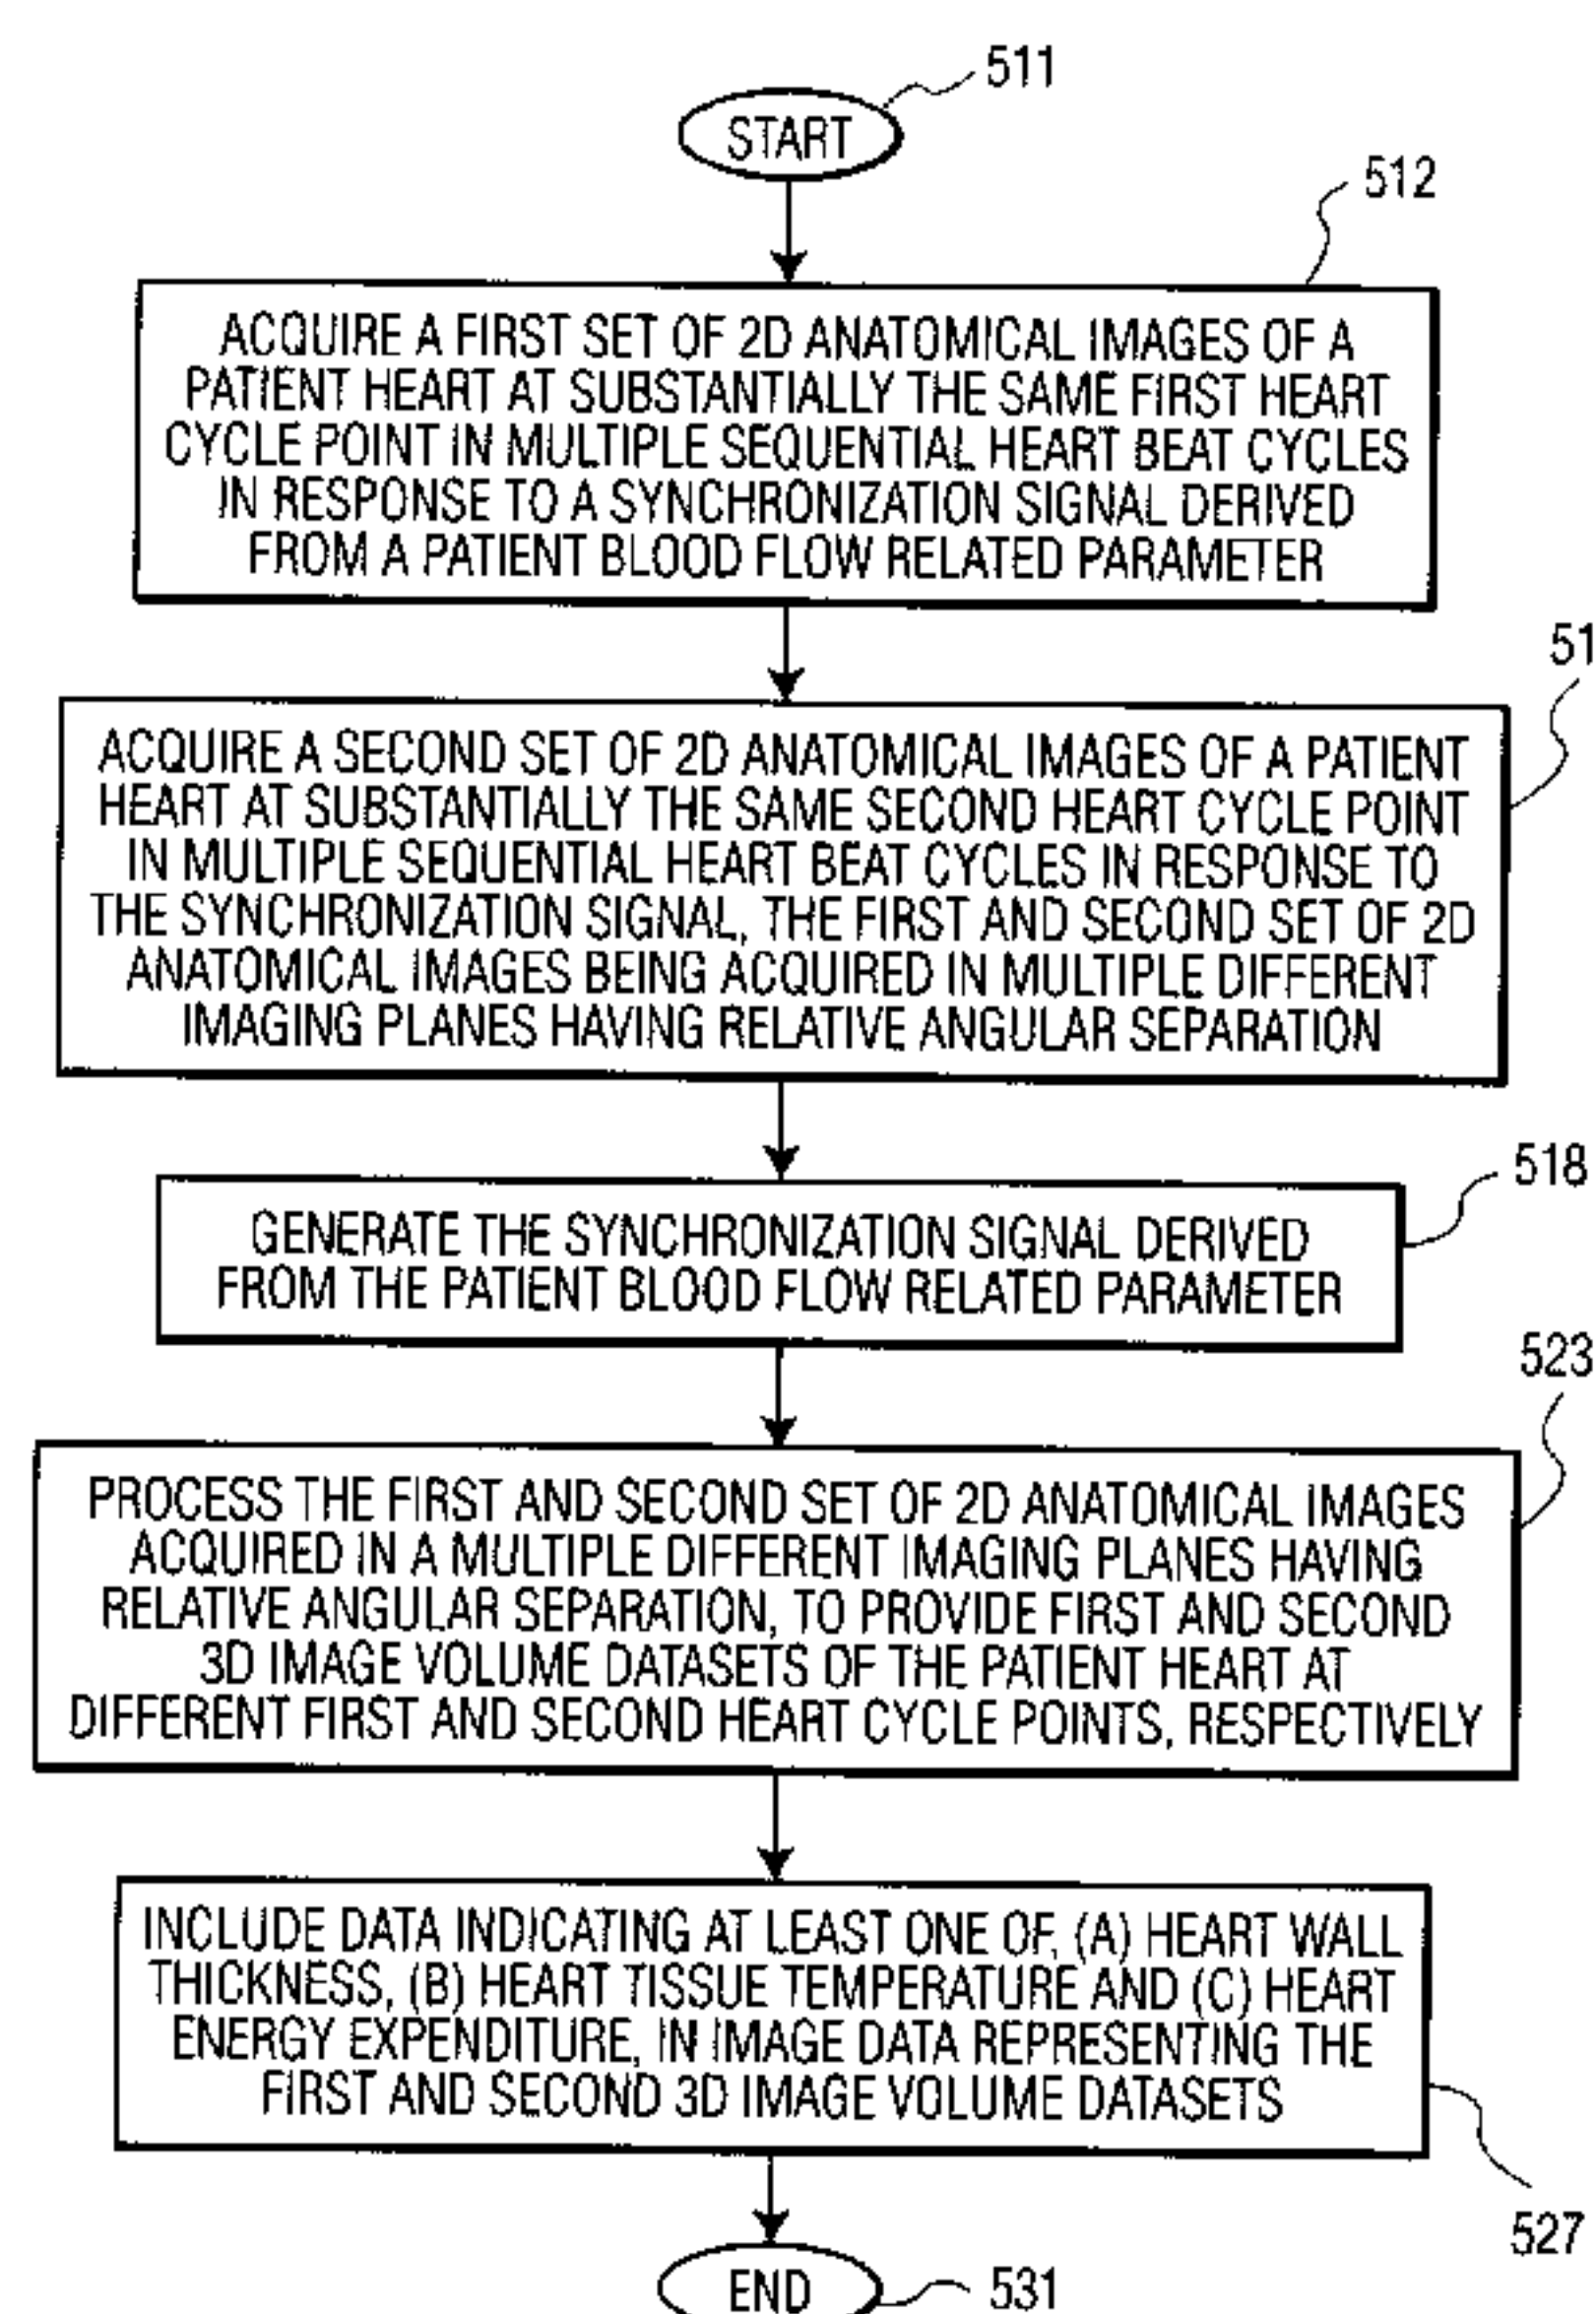 511
START
512
ACQUIRE A FIRST SET OF 2D ANATOMICAL IMAGES OF A
PATIENT HEART AT SUBSTANTIALLY THE SAME FIRST HEART
CYCLE POINT IN MULTIPLE SEQUENTIAL HEART BEAT CYCLES
IN RESPONSE TO A SYNCHRONIZATION SIGNAL DERIVED
FROM A PATIENT BLOOD FLOW RELATED PARAMETER
51
ACQUIRE A SECOND SET OF 2D ANATOMICAL IMAGES OF A PATIENT
HEART AT SUBSTANTIALLY THE SAME SECOND HEART CYCLE POINT
IN MULTIPLE SEQUENTIAL HEART BEAT CYCLES IN RESPONSE TO
THE SYNCHRONIZATION SIGNAL, THE FIRST AND SECOND SET OF 2D
ANATOMICAL IMAGES BEING ACQUIRED IN MULTIPLE DIFFERENT
IMAGING PLANES HAVING RELATIVE ANGULAR SEPARATION
518
GENERATE THE SYNCHRONIZATION SIGNAL DERIVED
FROM THE PATIENT BLOOD FLOW RELATED PARAMETER
523
PROCESS THE FIRST AND SECOND SET OF 2D ANATOMICAL IMAGES
ACQUIRED IN A MULTIPLE DIFFERENT IMAGING PLANES HAVING
RELATIVE ANGULAR SEPARATION, TO PROVIDE FIRST AND SECOND
3D IMAGE VOLUME DATASETS OF THE PATIENT HEART AT
DIFFERENT FIRST AND SECOND HEART CYCLE POINTS, RESPECTIVELY
INCLUDE DATA INDICATING AT LEAST ONE OF, (A) HEART WALL
THICKNESS, (B) HEART TISSUE TEMPERATURE AND (C) HEART
ENERGY EXPENDITURE, IN IMAGE DATA REPRESENTING THE
FIRST AND SECOND 3D IMAGE VOLUME DATASETS
527
END
531